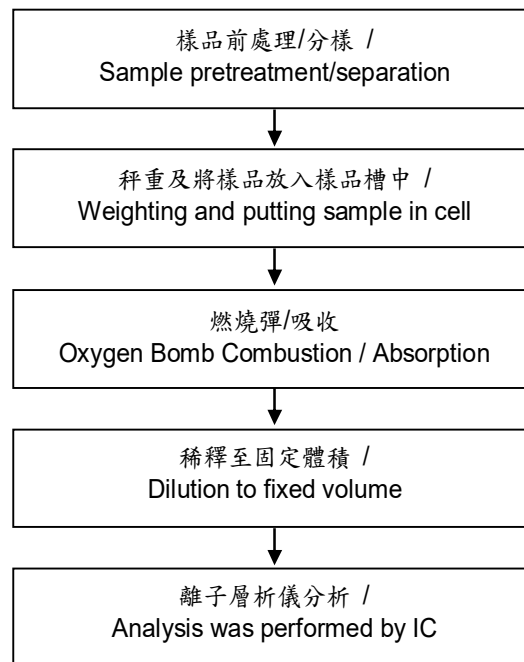 樣品前處理/分樣 /
Sample pretreatment/separation
秤重及將樣品放入樣品槽中 /
Weighting and putting sample in cell
燃燒彈/吸收
Oxygen Bomb Combustion / Absorption
稀釋至固定體積 /
Dilution to fixed volume
離子層析儀分析 /
Analysis was performed by IC